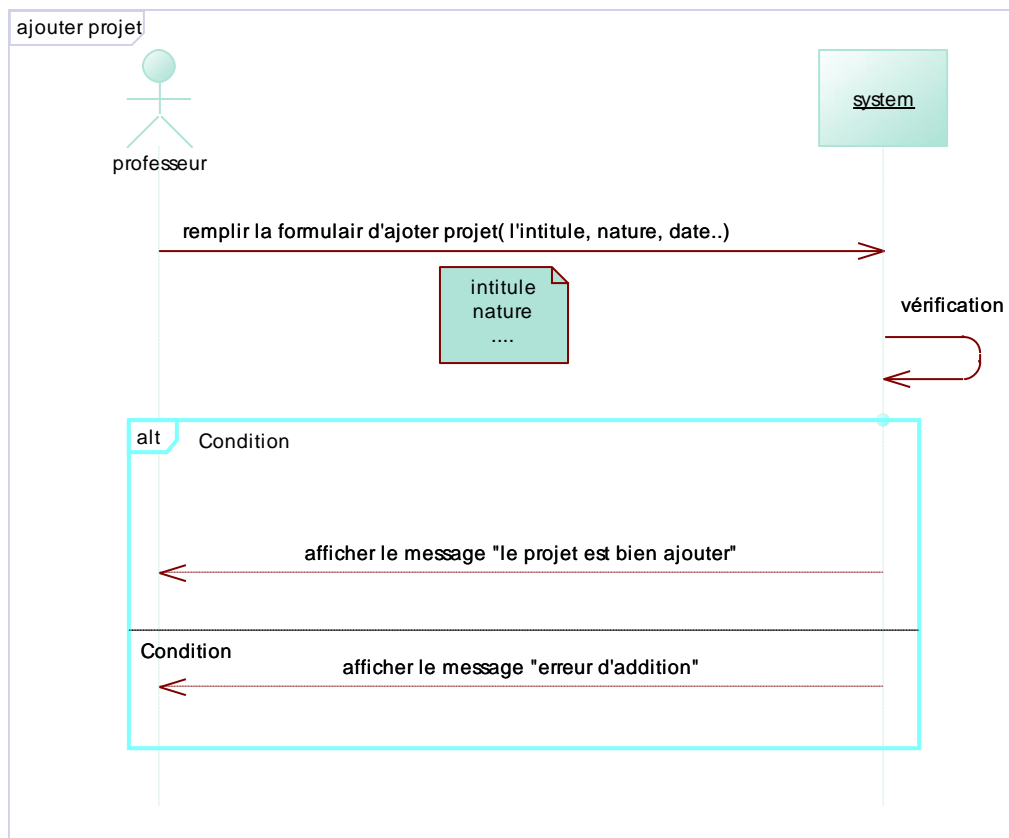 ajouter projet
system
professeur
remplir la formulair d'ajoter projet( l'intitule, nature, date..)
intitule
nature
....
vérification
alt
Condition
afficher le message "le projet est bien ajouter"
Condition
afficher le message "erreur d'addition"